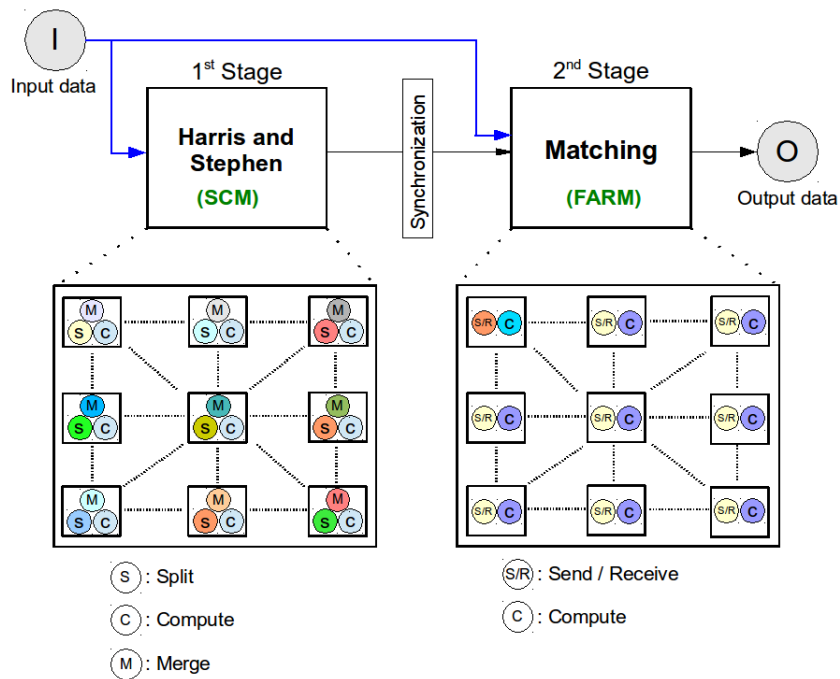 I
Input data
1st Stage
2nd Stage
Harris and
Stephen
(SCM)
Synchronization
Matching
(FARM)
O
Output data
M M M
S C S C S C
M M M
S C S C S C
M M M
S C S C S C
S/R C S/R C S/R C
S/R C S/R C S/R C
S/R C S/R C S/R C
S : Split
C : Compute
M : Merge
S/R : Send / Receive
C : Compute